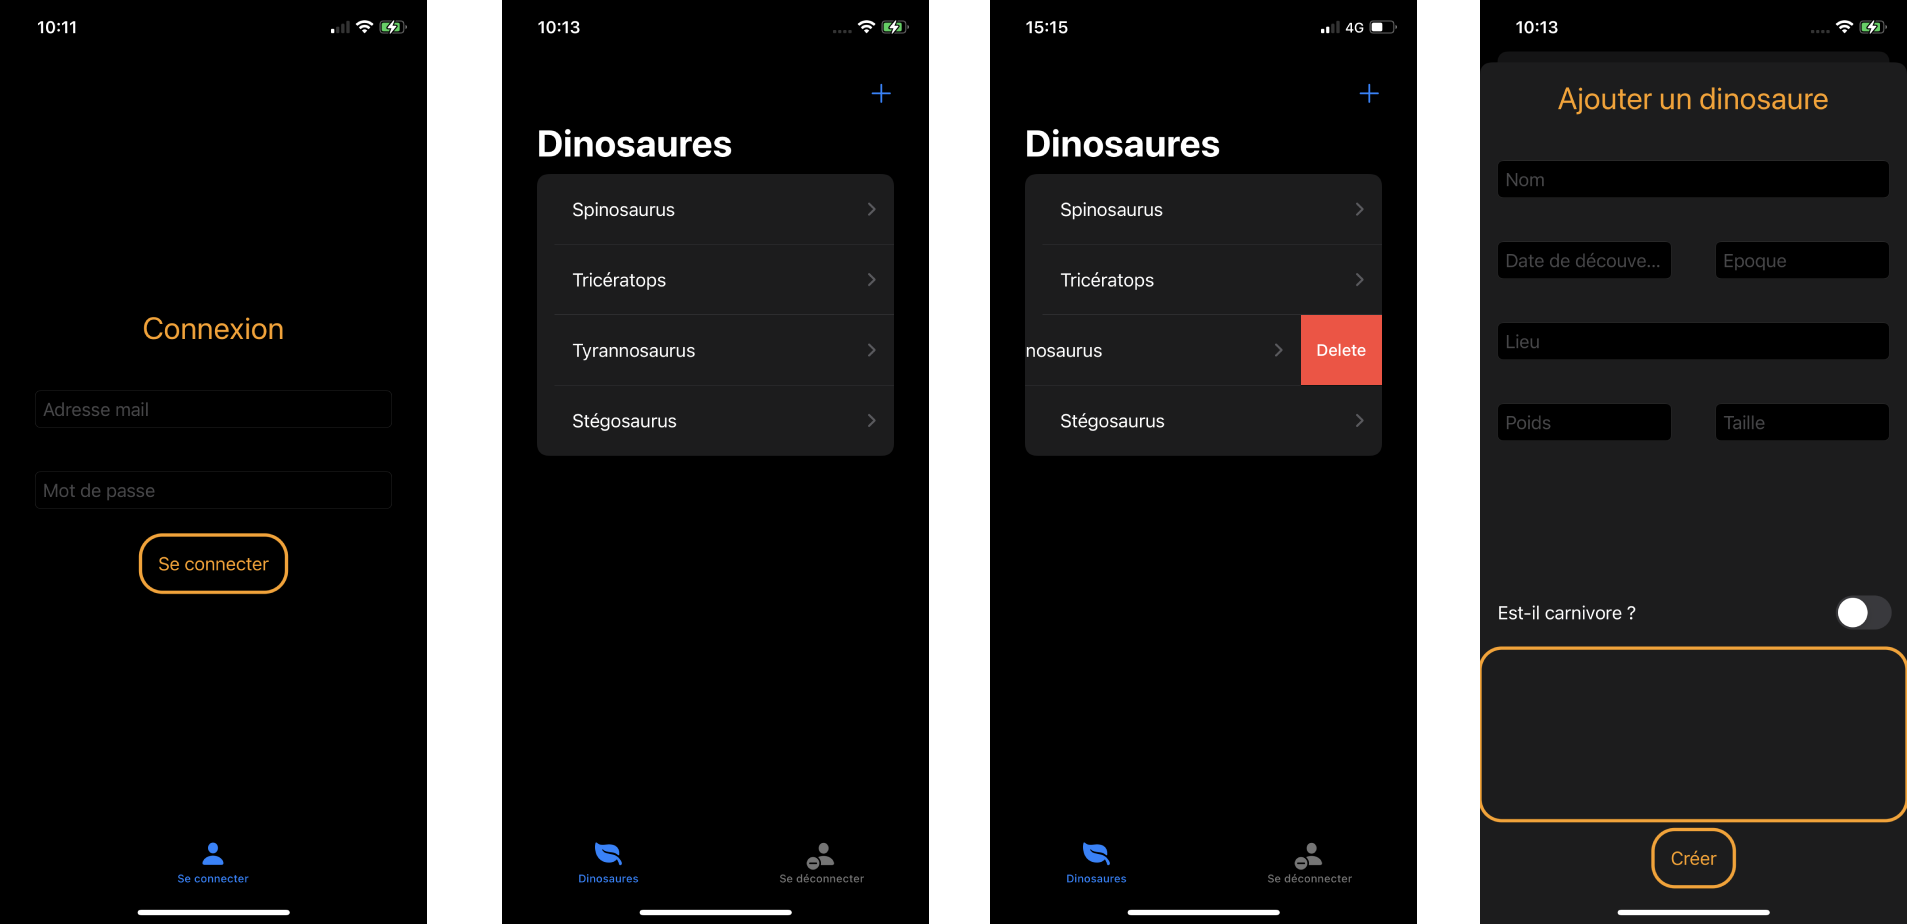 10:11
Connexion
Adresse mail
Mot de passe
Se connecter
Se connecter
10:13
Dinosaures
Spinosaurus
Tricératops
Tyrannosaurus
Stégosaurus
Dinosaures
Se déconnecter
15:15
4G
Dinosaures
Spinosaurus
Tricératops
nosaurus
Delete
Stégosaurus
Dinosaures
Se déconnecter
10:13
Ajouter un dinosaure
Nom
Date de découve...
Epoque
Lieu
Poids
Taille
Est-il carnivore ?
Créer